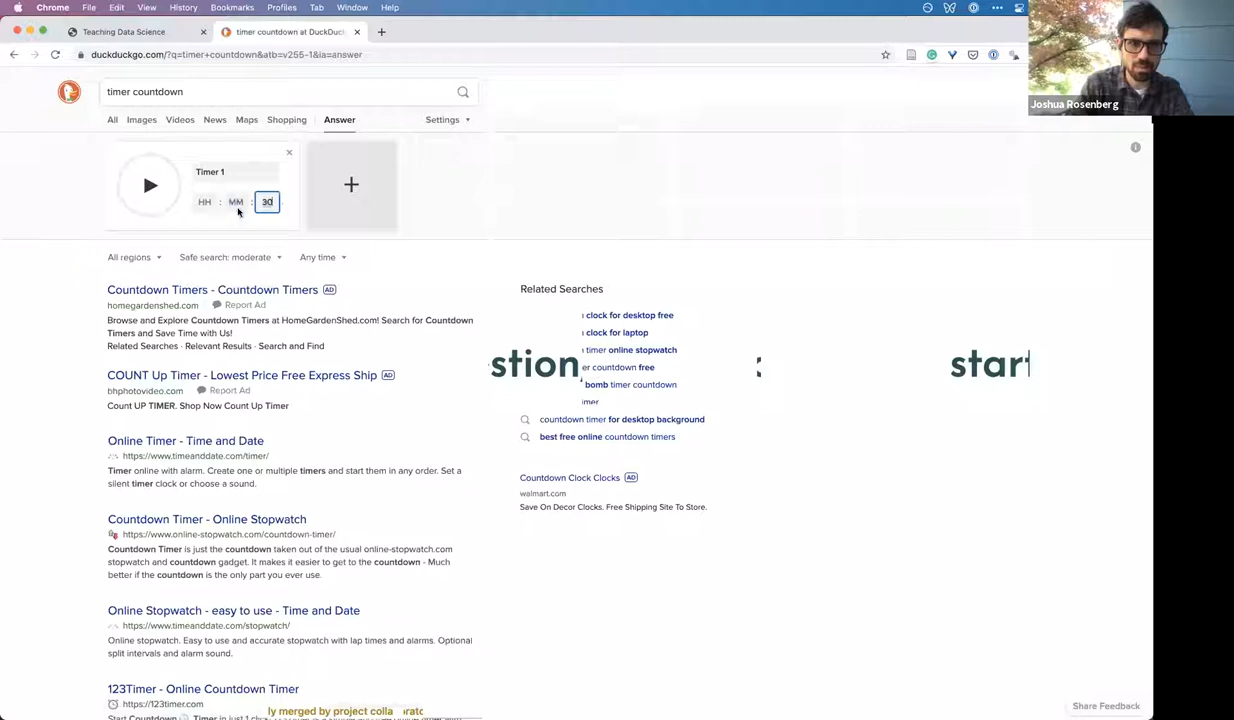 Chrome File Edit View History Bookmarks Profiles Tab Window Help
Teaching Data Science
timer countdown at DuckDuck
duckduckgo.com/?q=timer+countdown&atb=v255-1&ia=answer
Joshua Rosenberg
timer countdown
All Images Videos News Maps Shopping Answer Settings
Timer 1
HH : MM : 30
All regions Safe search: moderate Any time
Countdown Timers - Countdown Timers AD
homegardenshed.com Report Ad
Browse and Explore Countdown Timers at HomeGardenShed.com! Search for Countdown
Timers and Save Time with Us!
Related Searches · Relevant Results · Search and Find
COUNT Up Timer - Lowest Price Free Express Ship AD
bhphotovideo.com Report Ad
Count UP TIMER. Shop Now Count Up Timer
Online Timer - Time and Date
https://www.timeanddate.com/timer/
Timer online with alarm. Create one or multiple timers and start them in any order. Set a
silent timer clock or choose a sound.
Countdown Timer - Online Stopwatch
https://www.online-stopwatch.com/countdown-timer/
Countdown Timer is just the countdown taken out of the usual online-stopwatch.com
stopwatch and countdown gadget. It makes it easier to get to the countdown - Much
better if the countdown is the only part you ever use.
Online Stopwatch - easy to use - Time and Date
https://www.timeanddate.com/stopwatch/
Online stopwatch. Easy to use and accurate stopwatch with lap times and alarms. Optional
split intervals and alarm sound.
123Timer - Online Countdown Timer
https://123timer.com
Start Countdown Timer in just 1
ly merged by project colla
Related Searches
clock for desktop free
clock for laptop
timer online stopwatch
er countdown free
bomb timer countdown
imer
countdown timer for desktop background
best free online countdown timers
stion
start
Countdown Clock Clocks AD
walmart.com
Save On Decor Clocks. Free Shipping Site To Store.
Share Feedback